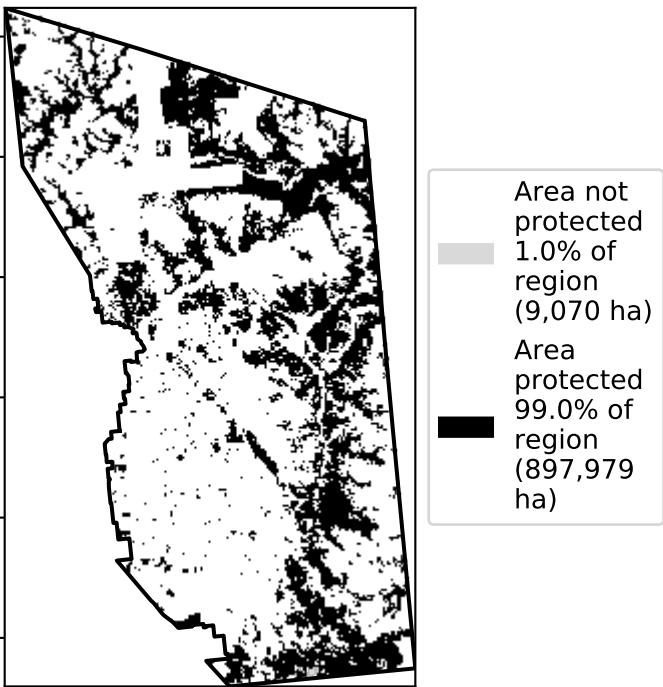 Area not
protected
1.0% of
region
(9,070 ha)
Area
protected
99.0% of
region
(897,979
ha)